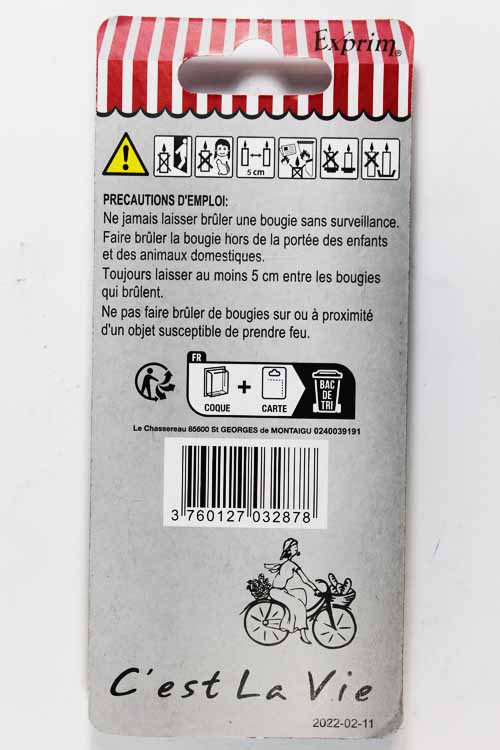 Exprim®
5 cm
PRECAUTIONS D'EMPLOI:
Ne jamais laisser brûler une bougie sans surveillance.
Faire brûler la bougie hors de la portée des enfants
et des animaux domestiques.
Toujours laisser au moins 5 cm entre les bougies
qui brûlent.
Ne pas faire brûler de bougies sur ou à proximité
d'un objet susceptible de prendre feu.
FR
COQUE + CARTE
BAC
DE
TRI
Le Chassereau 85600 St GEORGES de MONTAIGU 0240039191
3 760127 032878
C'est La Vie
2022-02-11